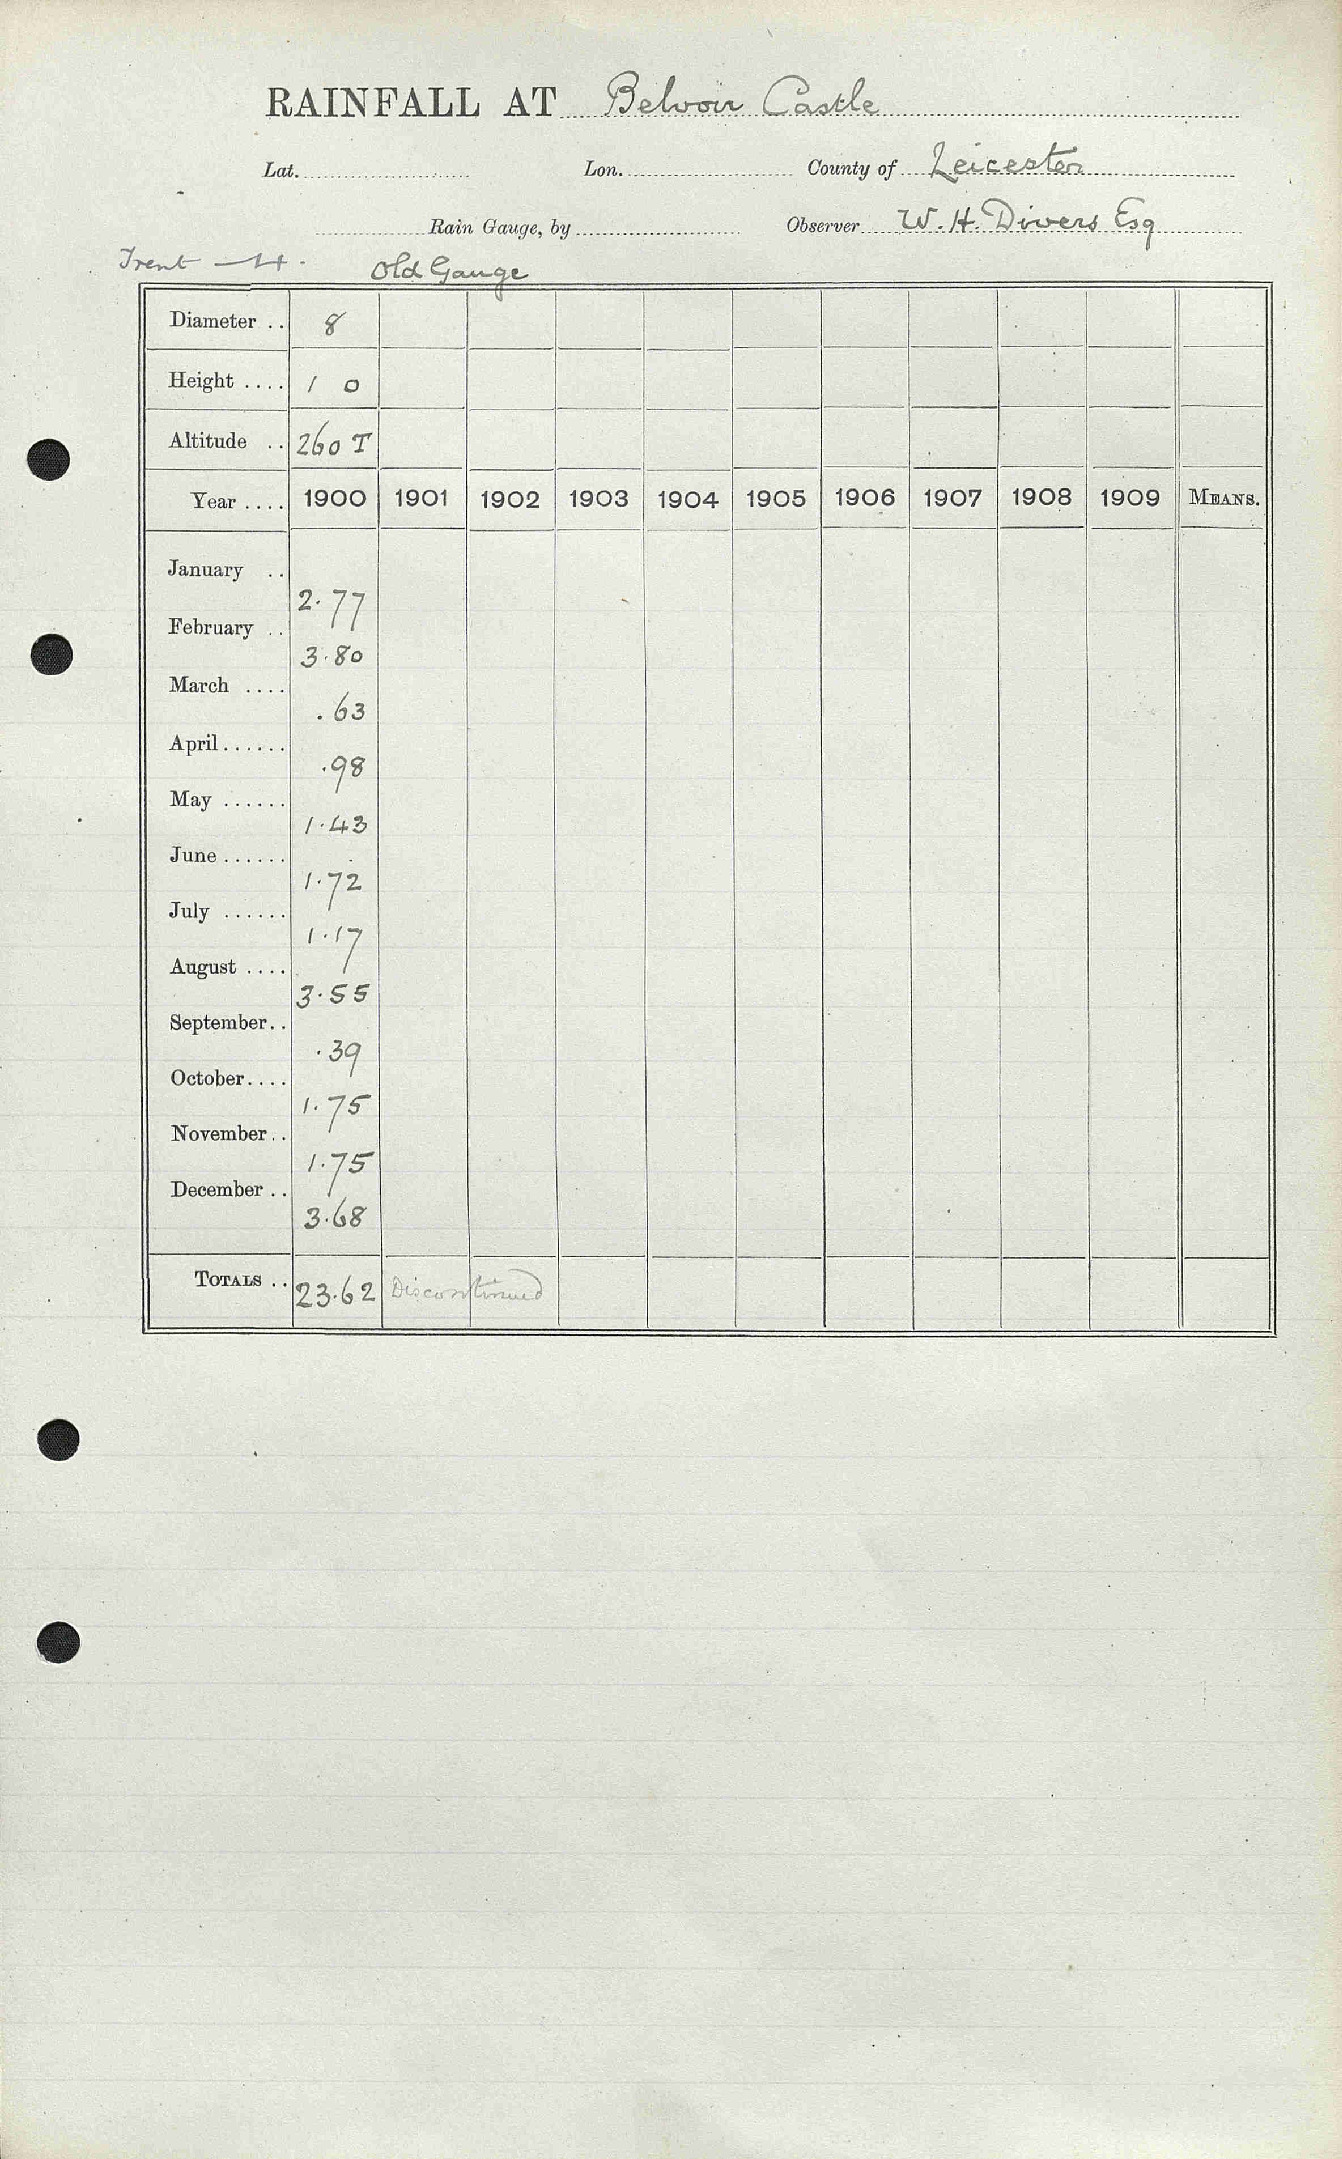 RAINFALL AT Belvoir Castle
Lat. Lon. County of Leicester
Rain Gauge, by Observer W. H. Divers Esq
Trent
Old Gauge
Diameter .. 8
Height .... 1 0
Altitude .. 260 T
Year .... 1900 1901 1902 1903 1904 1905 1906 1907 1908 1909 MEANS.
January .. 2.77
February .. 3.80
March .... .63
April...... .98
May ...... 1.43
June ...... 1.72
July ...... 1.17
August .... 3.55
September.. .39
October.... 1.75
November.. 1.75
December .. 3.68
TOTALS .. 23.62 Discontinued